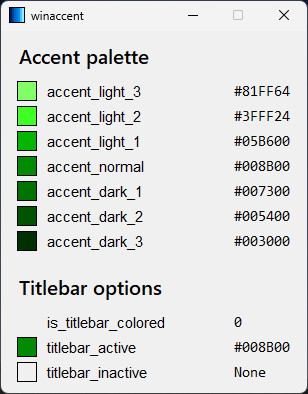 winaccent
Accent palette
accent_light_3 #81FF64
accent_light_2 #3FFF24
accent_light_1 #05B600
accent_normal #008B00
accent_dark_1 #007300
accent_dark_2 #005400
accent_dark_3 #003000
Titlebar options
is_titlebar_colored 0
titlebar_active #008B00
titlebar_inactive None